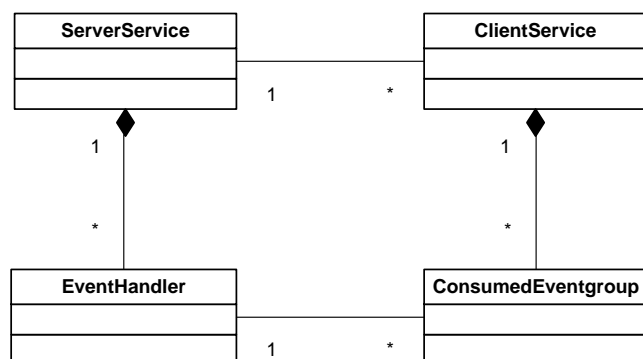 ServerService
ClientService
1 *
1
1
*
*
EventHandler
ConsumedEventgroup
1 *